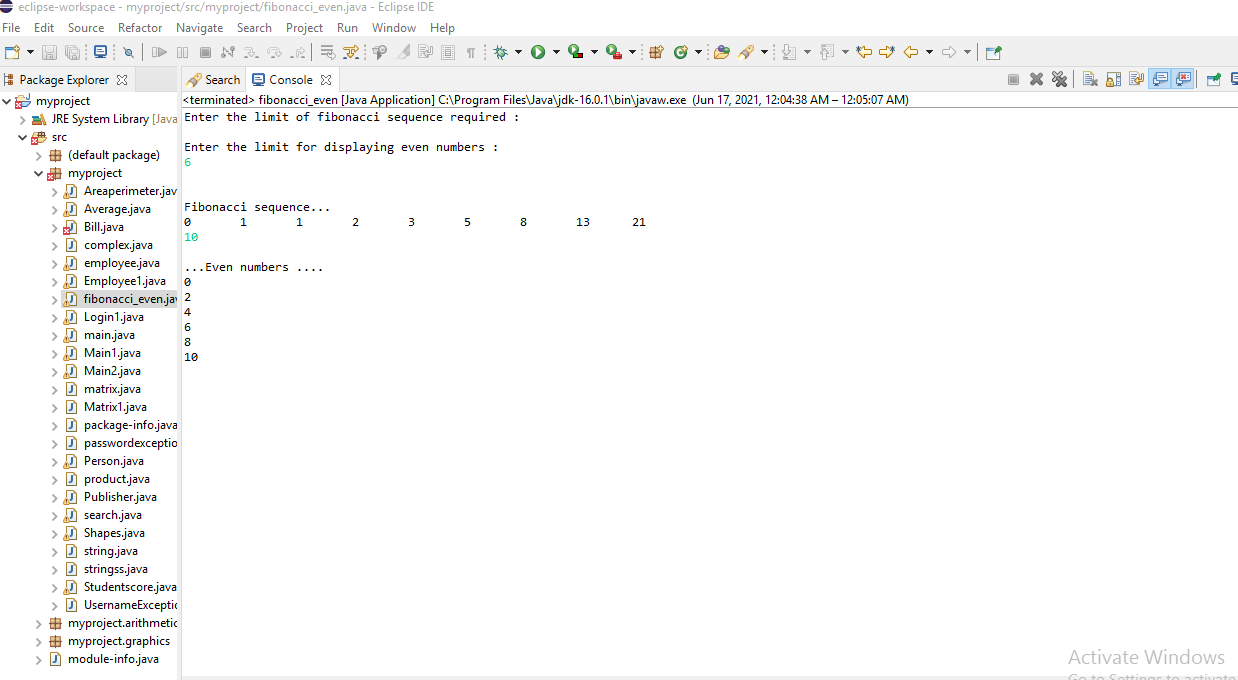 eclipse-workspace - myproject/src/myproject/fibonacci_even.java - Eclipse IDE
File Edit Source Refactor Navigate Search Project Run Window Help
Package Explorer
Search Console
myproject
JRE System Library [Java
src
(default package)
myproject
Areaperimeter.jav
Average.java
Bill.java
complex.java
employee.java
Employee1.java
fibonacci_even.jav
Login1.java
main.java
Main1.java
Main2.java
matrix.java
Matrix1.java
package-info.java
passwordexceptio
Person.java
product.java
Publisher.java
search.java
Shapes.java
string.java
stringss.java
Studentscore.java
UsernameExceptic
myproject.arithmetic
myproject.graphics
module-info.java
<terminated> fibonacci_even [Java Application] C:\Program Files\Java\jdk-16.0.1\bin\javaw.exe (Jun 17, 2021, 12:04:38 AM – 12:05:07 AM)
Enter the limit of fibonacci sequence required :
Enter the limit for displaying even numbers :
6
Fibonacci sequence...
0 1 1 2 3 5 8 13 21
10
...Even numbers ....
0
2
4
6
8
10
Activate Windows
Go to Settings to activate